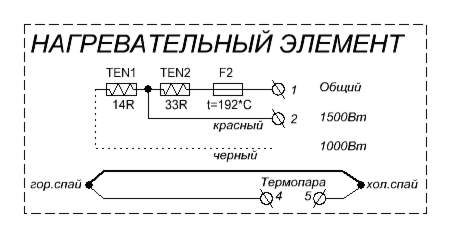 НАГРЕВАТЕЛЬНЫЙ ЭЛЕМЕНТ
TEN1 TEN2 F2
1 Общий
14R 33R t=192*C
красный 2 1500Вт
черный 1000Вт
гор.спай Термопара хол.спай
4 5